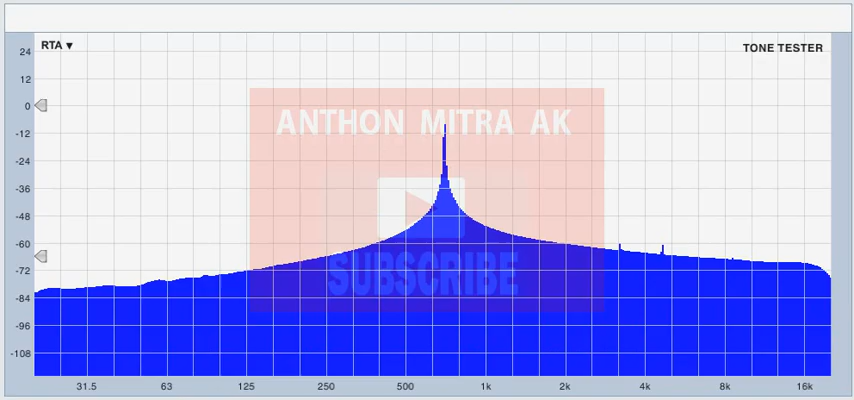 RTA ▼
TONE TESTER
24
12
0
-12
-24
-36
-48
-60
-72
-84
-96
-108
ANTHON MITRA AK
SUBSCRIBE
31.5 63 125 250 500 1k 2k 4k 8k 16k